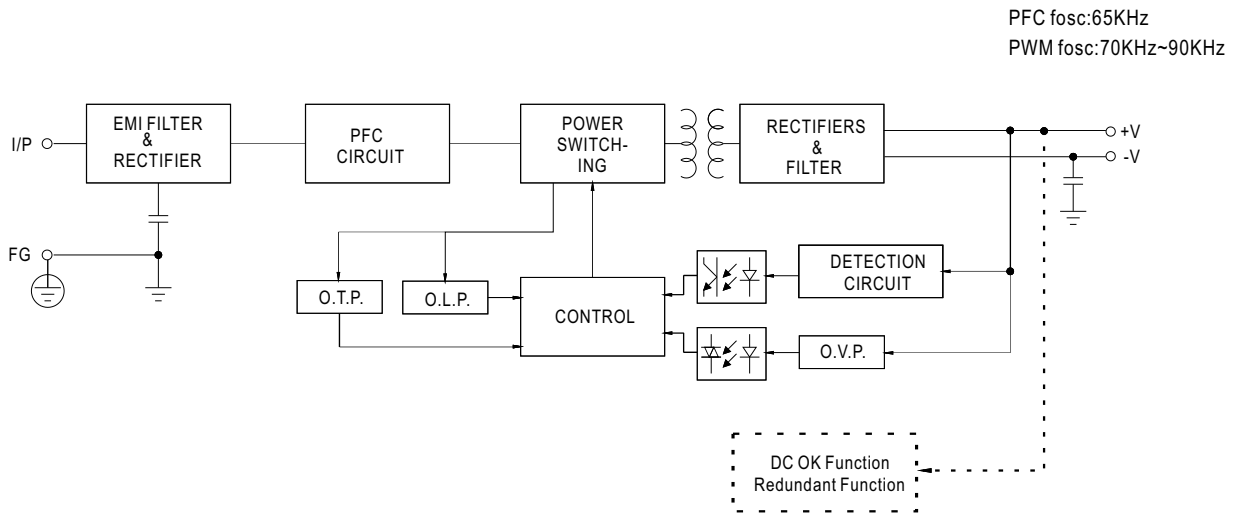 PFC fosc:65KHz
PWM fosc:70KHz~90KHz
I/P
EMI FILTER
&
RECTIFIER
PFC
CIRCUIT
POWER
SWITCH-
ING
RECTIFIERS
&
FILTER
+V
-V
FG
O.T.P.
O.L.P.
CONTROL
DETECTION
CIRCUIT
O.V.P.
DC OK Function
Redundant Function